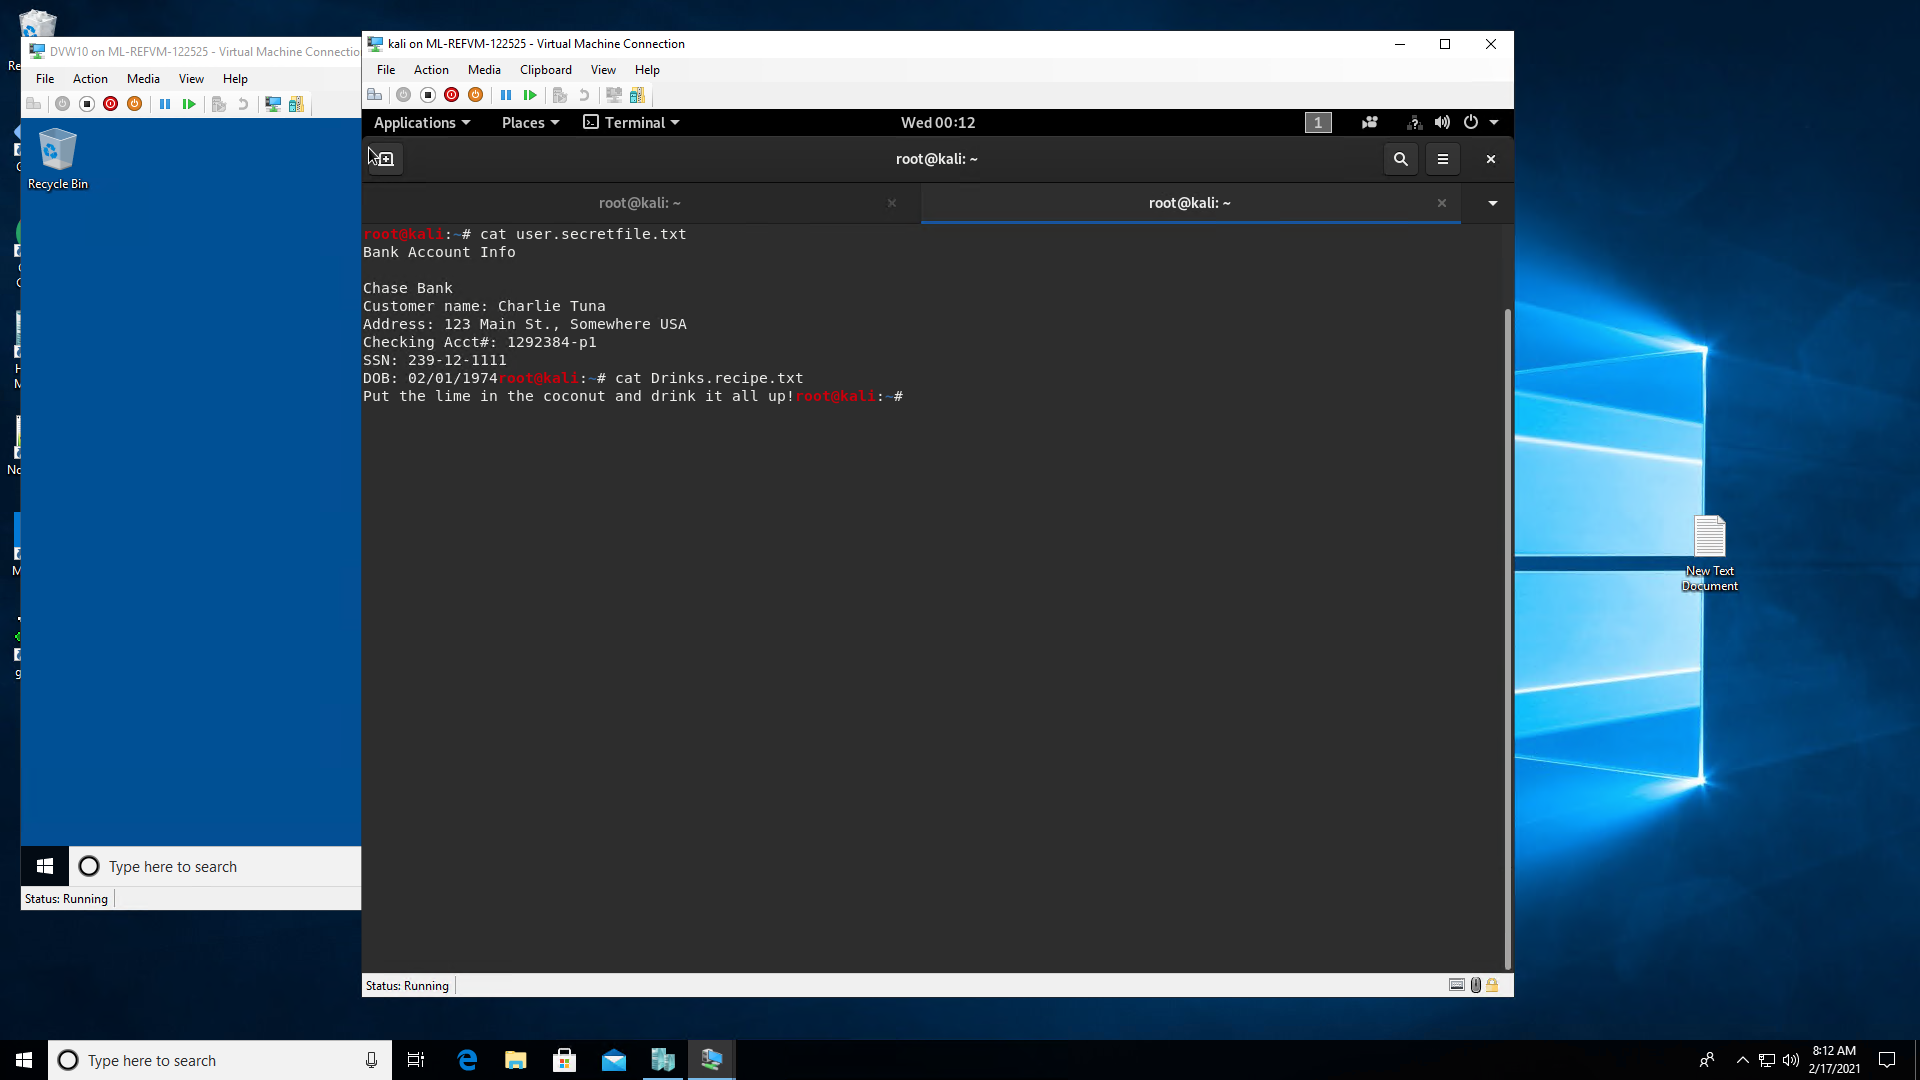 DVW10 on ML-REFVM-122525 - Virtual Machine Connectio
File Action Media View Help
Recycle Bin
Type here to search
Status: Running
kali on ML-REFVM-122525 - Virtual Machine Connection
File Action Media Clipboard View Help
Applications Places Terminal Wed 00:12 1
root@kali: ~
root@kali: ~ root@kali: ~
root@kali:~# cat user.secretfile.txt
Bank Account Info
Chase Bank
Customer name: Charlie Tuna
Address: 123 Main St., Somewhere USA
Checking Acct#: 1292384-p1
SSN: 239-12-1111
DOB: 02/01/1974root@kali:~# cat Drinks.recipe.txt
Put the lime in the coconut and drink it all up!root@kali:~#
Status: Running
New Text
Document
Type here to search
8:12 AM
2/17/2021